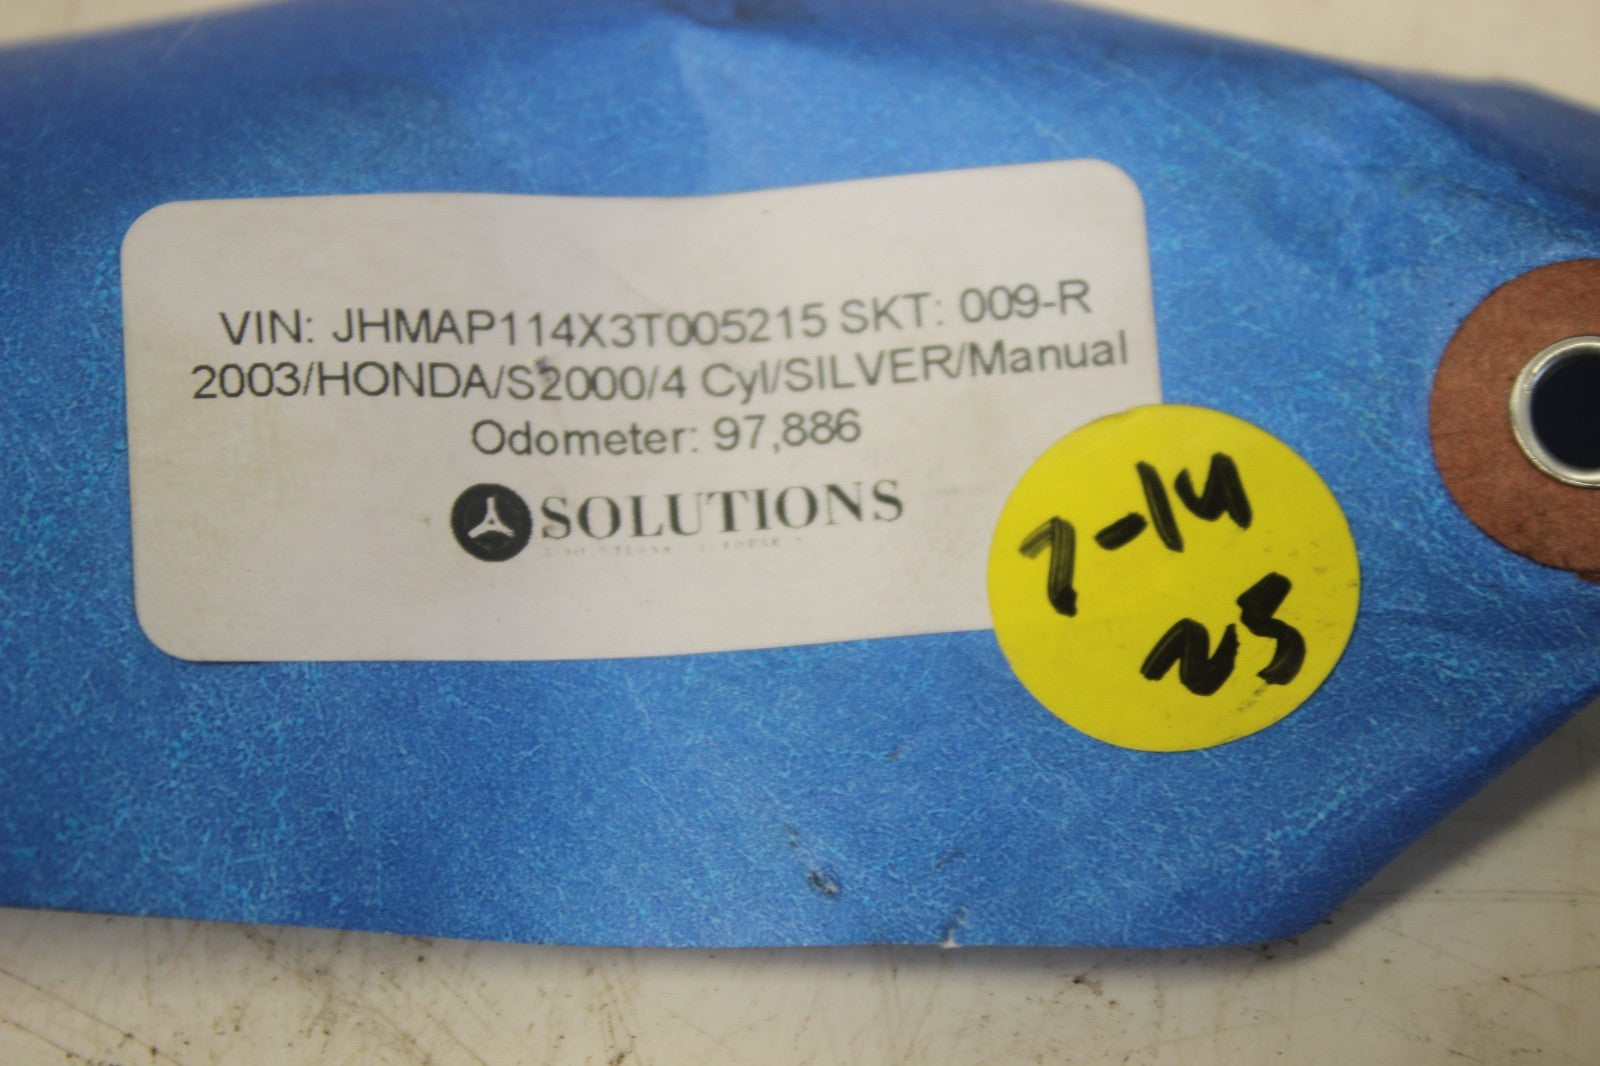 VIN: JHMAP114X3T005215 SKT: 009-R
2003/HONDA/S2000/4 Cyl/SILVER/Manual
Odometer: 97,886
SOLUTIONS
7-14
NS